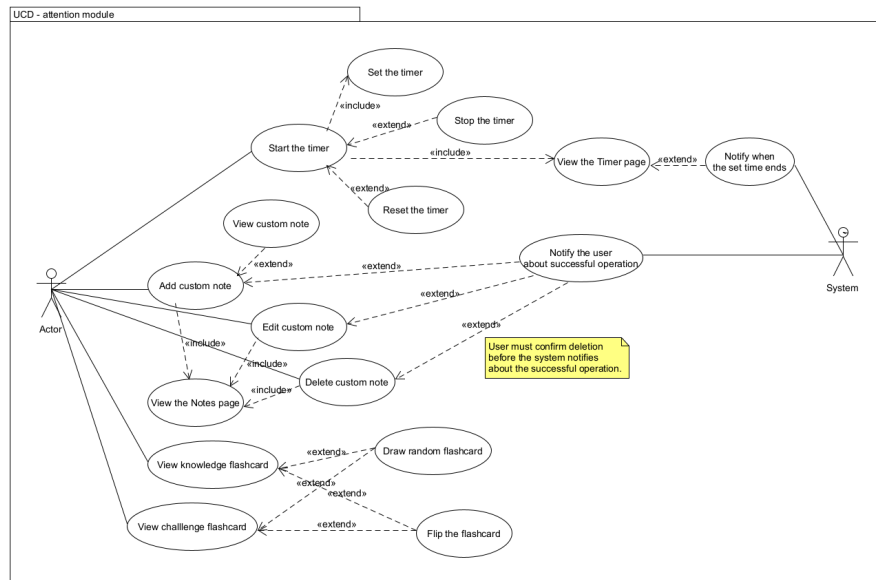 UCD - attention module
Set the timer
«include»
«extend»
Stop the timer
Start the timer
«include»
View the Timer page
«extend»
Notify when
the set time ends
«extend»
Reset the timer
View custom note
«extend»
Notify the user
about successful operation
«extend»
Add custom note
System
Actor
«extend»
Edit custom note
«extend»
«include»
User must confirm deletion
before the system notifies
about the successful operation.
«include»
Delete custom note
View the Notes page
«extend»
Draw random flashcard
View knowledge flashcard
«extend»
«extend»
View challlenge flashcard
«extend»
Flip the flashcard